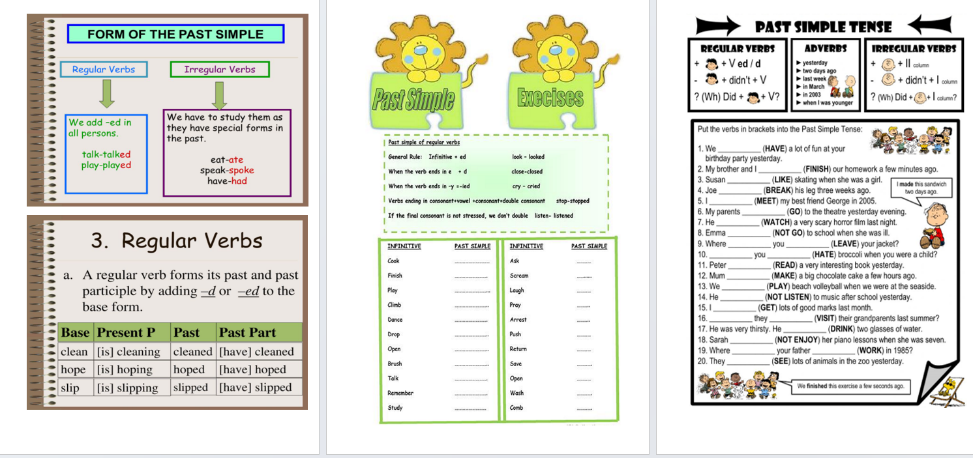 FORM OF THE PAST SIMPLE
Regular Verbs
Irregular Verbs
We add -ed in
all persons.
talk-talked
play-played
We have to study them as
they have special forms in
the past.
eat-ate
speak-spoke
have-had
3. Regular Verbs
a. A regular verb forms its past and past
participle by adding –d or –ed to the
base form.
Base Present P Past Past Part
clean [is] cleaning cleaned [have] cleaned
hope [is] hoping hoped [have] hoped
slip [is] slipping slipped [have] slipped
Past Simple
Execises
Past simple of regular verbs
General Rule: Infinitive + ed look - looked
When the verb ends in e + d close-closed
When the verb ends in -y =-ied cry - cried
Verbs ending in consonant+vowel +consonant=double consonant stop-stopped
If the final consonant is not stressed, we don't double listen- listened
INFINITIVE PAST SIMPLE INFINITIVE PAST SIMPLE
Cook ............ Ask ............
Finish ............ Scream ............
Play ............ Laugh ............
Climb ............ Pray ............
Dance ............ Arrest ............
Drop ............ Push ............
Open ............ Return ............
Brush ............ Save ............
Talk ............ Open ............
Remember ............ Wash ............
Study ............ Comb ............
PAST SIMPLE TENSE
REGULAR VERBS
+ + V ed / d
- + didn't + V
? (Wh) Did + + V?
ADVERBS
yesterday
two days ago
last week
in March
in 2003
when I was younger
IRREGULAR VERBS
+ + II column
- + didn't + I column
? (Wh) Did + + I column?
Put the verbs in brackets into the Past Simple Tense:
1. We __________ (HAVE) a lot of fun at your
birthday party yesterday.
2. My brother and I __________ (FINISH) our homework a few minutes ago.
3. Susan __________ (LIKE) skating when she was a girl.
4. Joe __________ (BREAK) his leg three weeks ago.
5. I __________ (MEET) my best friend George in 2005.
6. My parents __________ (GO) to the theatre yesterday evening.
7. He __________ (WATCH) a very scary horror film last night.
8. Emma __________ (NOT GO) to school when she was ill.
9. Where __________ you __________ (LEAVE) your jacket?
10. __________ you __________ (HATE) broccoli when you were a child?
11. Peter __________ (READ) a very interesting book yesterday.
12. Mum __________ (MAKE) a big chocolate cake a few hours ago.
13. We __________ (PLAY) beach volleyball when we were at the seaside.
14. He __________ (NOT LISTEN) to music after school yesterday.
15. I __________ (GET) lots of good marks last month.
16. __________ they __________ (VISIT) their grandparents last summer?
17. He was very thirsty. He __________ (DRINK) two glasses of water.
18. Sarah __________ (NOT ENJOY) her piano lessons when she was seven.
19. Where __________ your father __________ (WORK) in 1985?
20. They __________ (SEE) lots of animals in the zoo yesterday.
I made this sandwich
two days ago.
We finished this exercise a few seconds ago.